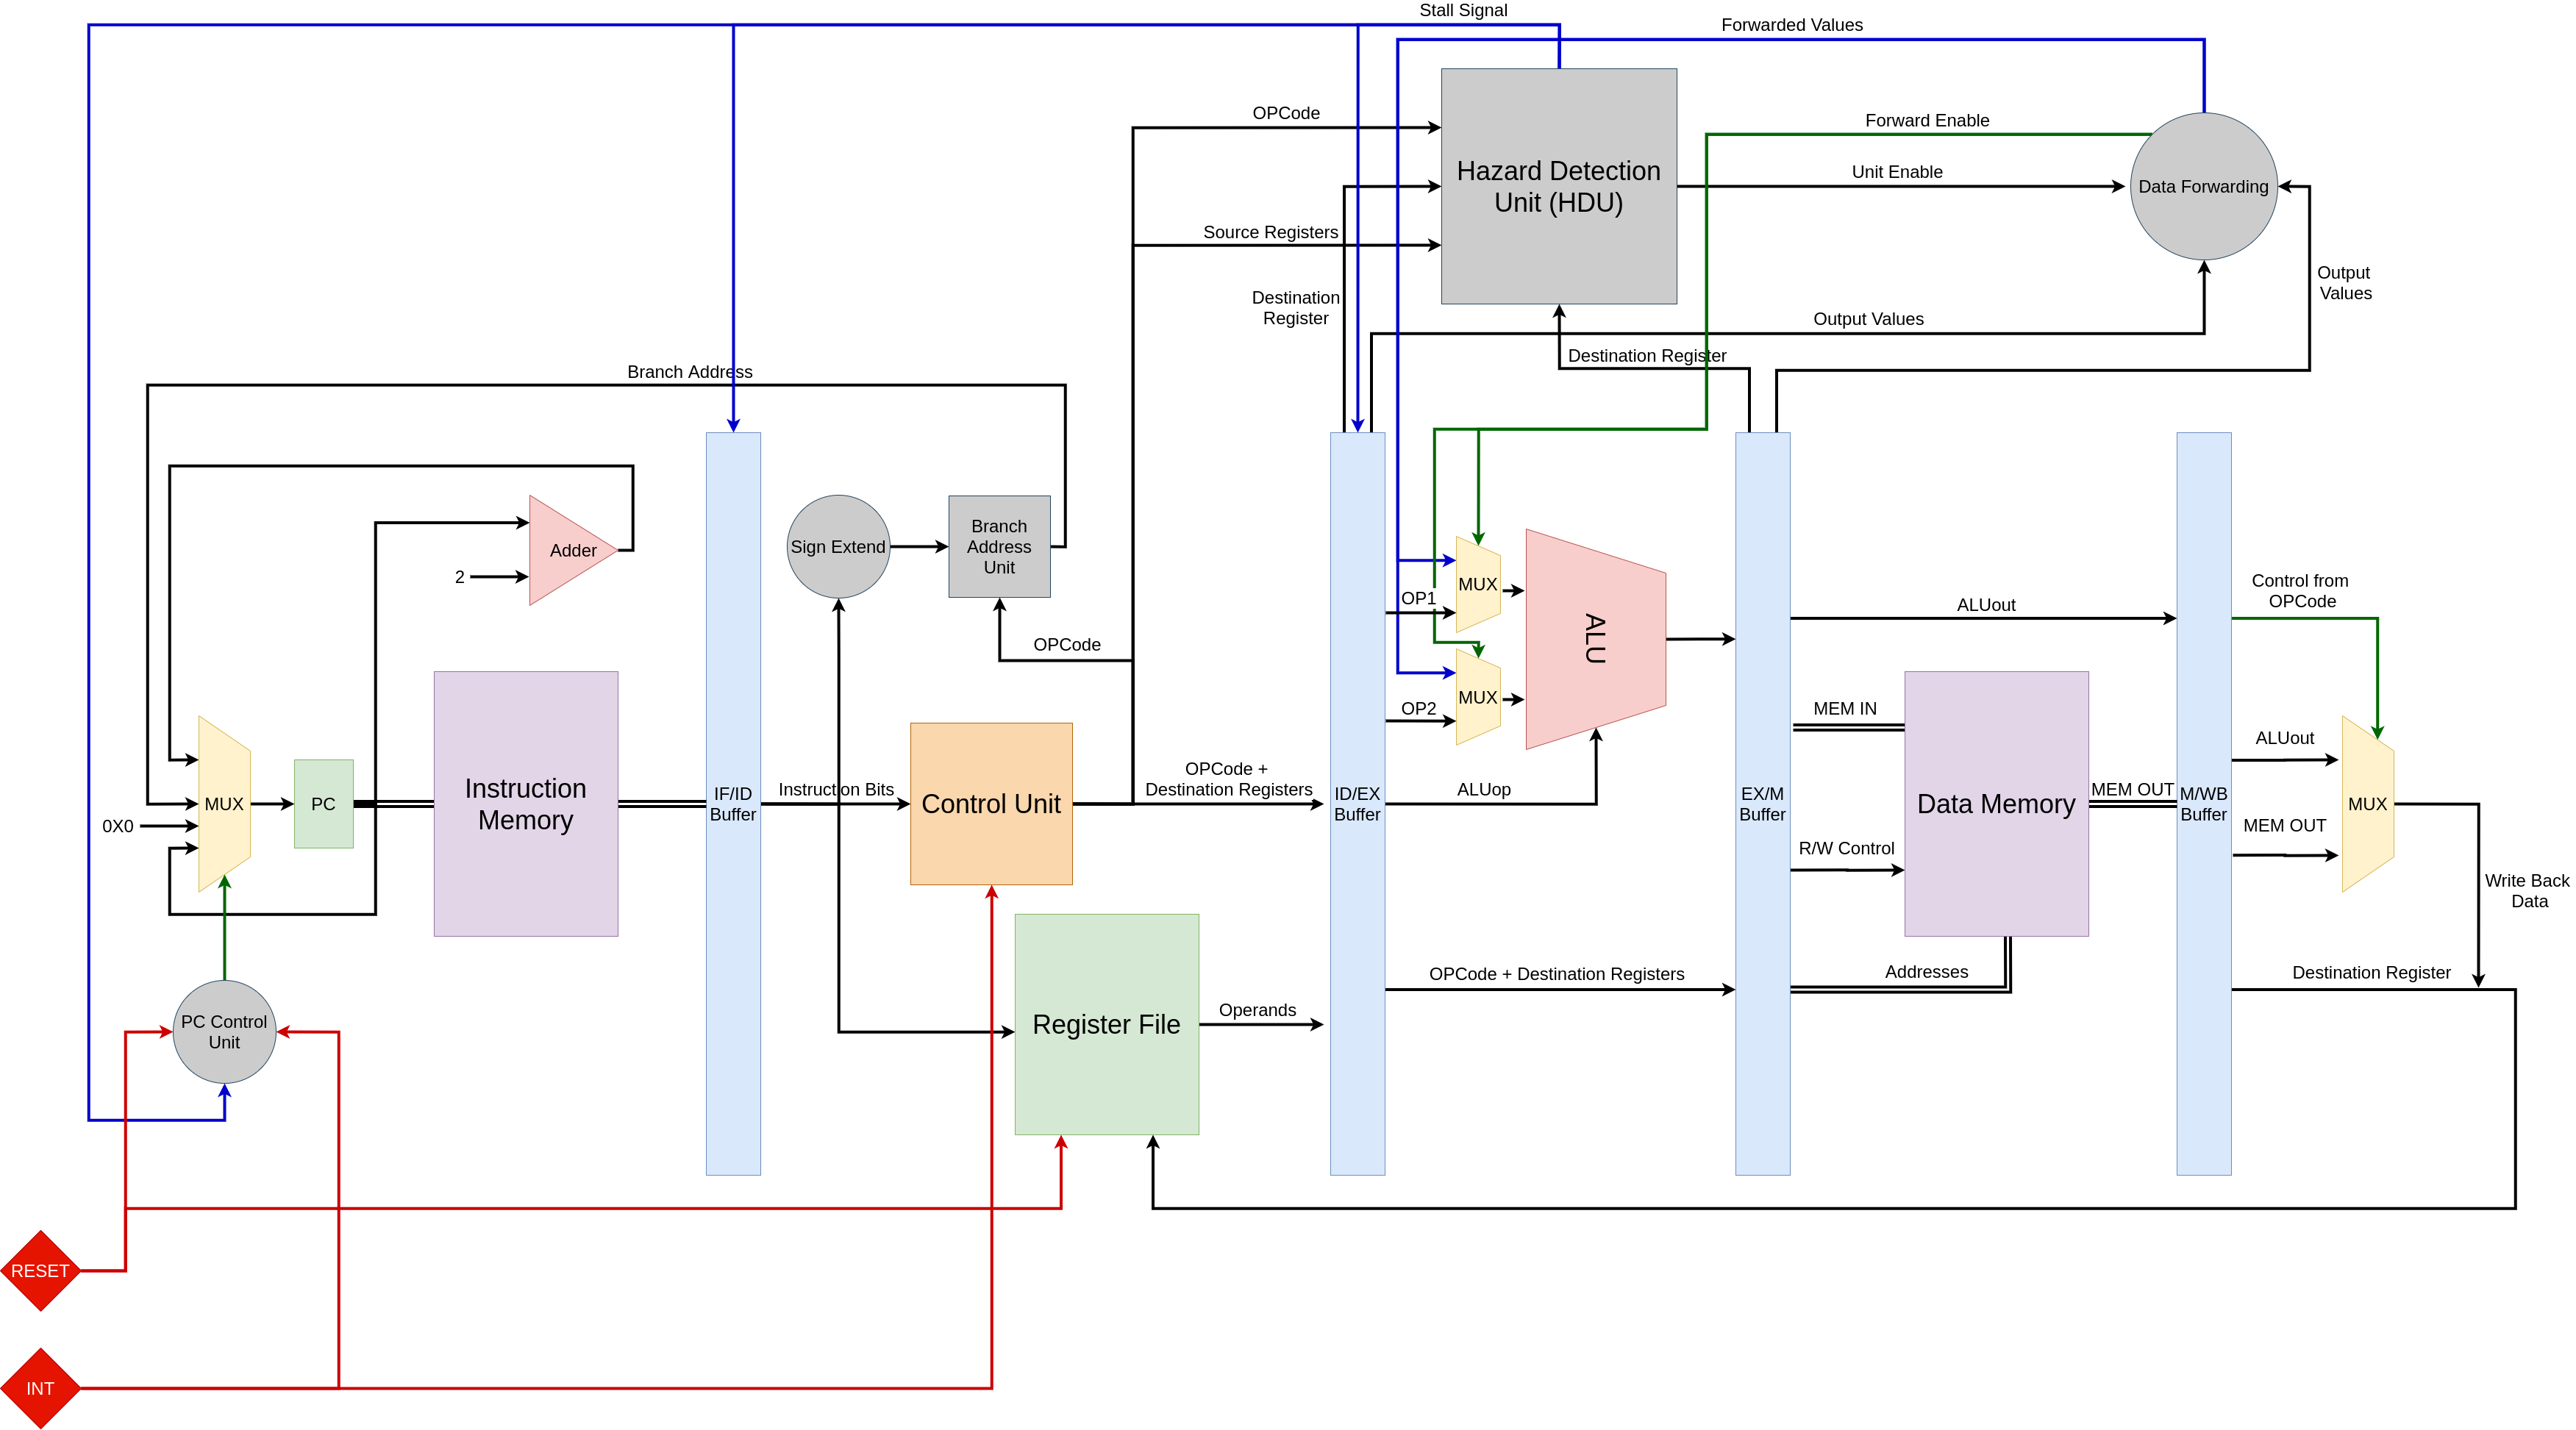 Stall Signal
Forwarded Values
OPCode
Forward Enable
Hazard Detection
Unit (HDU)
Unit Enable
Data Forwarding
Source Registers
Output
Values
Destination
Register
Output Values
Destination Register
Branch Address
Adder
2
Sign Extend
Branch
Address
Unit
OPCode
MUX
OP1
ALU
MUX
OP2
ALUout
Control from
OPCode
MEM IN
ALUout
MUX
0X0
PC
Instruction
Memory
IF/ID
Buffer
Instruction Bits
Control Unit
OPCode +
Destination Registers
ID/EX
Buffer
ALUop
EX/M
Buffer
R/W Control
Data Memory
MEM OUT
M/WB
Buffer
MEM OUT
MUX
Write Back
Data
PC Control
Unit
Register File
Operands
OPCode + Destination Registers
Addresses
Destination Register
RESET
INT